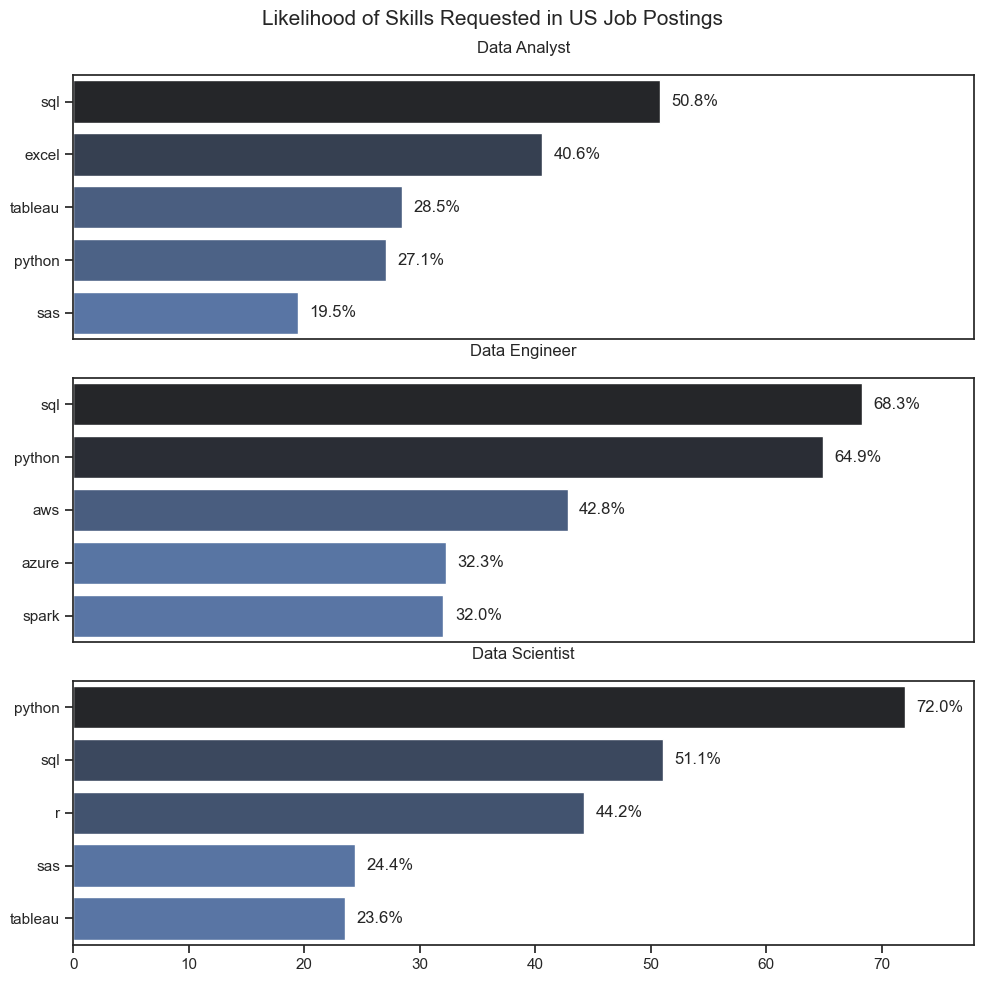 Likelihood of Skills Requested in US Job Postings
Data Analyst
sql 50.8%
excel 40.6%
tableau 28.5%
python 27.1%
sas 19.5%
Data Engineer
sql 68.3%
python 64.9%
aws 42.8%
azure 32.3%
spark 32.0%
Data Scientist
python 72.0%
sql 51.1%
r 44.2%
sas 24.4%
tableau 23.6%
0 10 20 30 40 50 60 70